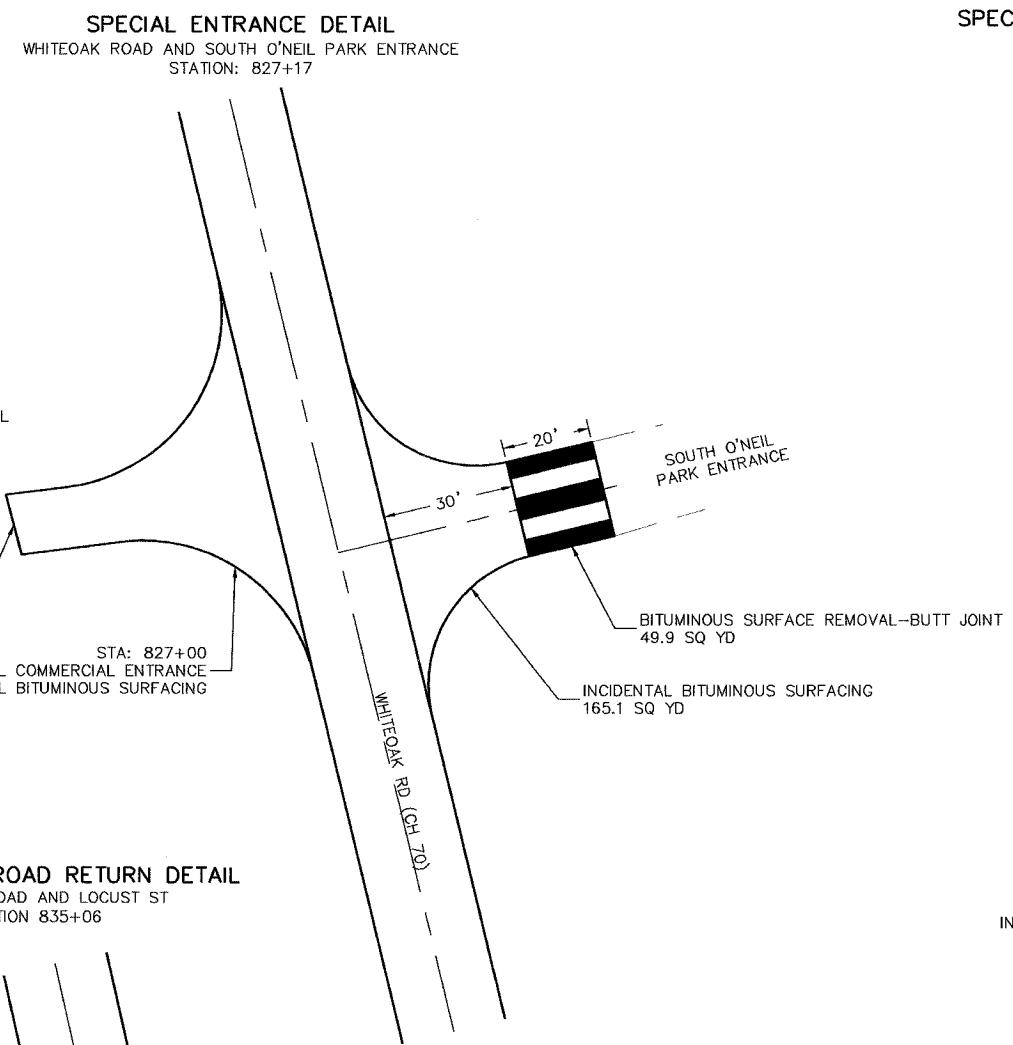 SPECIAL ENTRANCE DETAIL
WHITEOAK ROAD AND SOUTH O'NEIL PARK ENTRANCE
STATION: 827+17
SPEC
L
20'
30'
SOUTH O'NEIL
PARK ENTRANCE
BITUMINOUS SURFACE REMOVAL-BUTT JOINT
49.9 SQ YD
INCIDENTAL BITUMINOUS SURFACING
165.1 SQ YD
STA: 827+00
L COMMERCIAL ENTRANCE
L BITUMINOUS SURFACING
WHITEOAK RD (CH 70)
ROAD RETURN DETAIL
OAD AND LOCUST ST
TION 835+06
IN